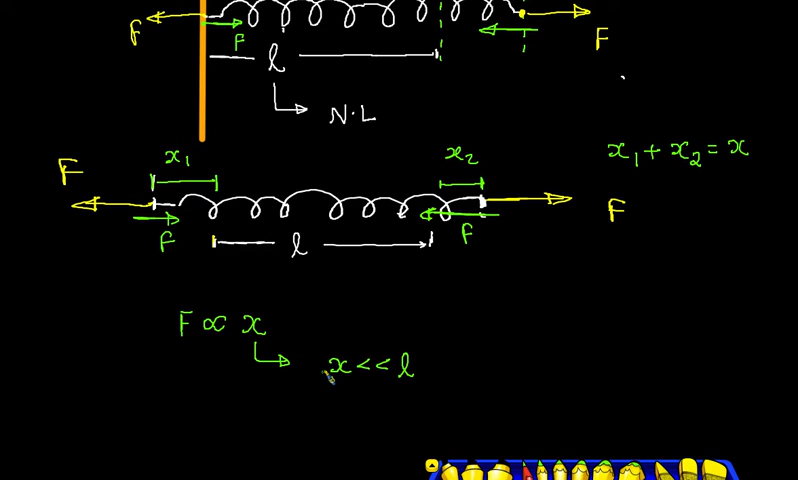 F F F
l
N.L
F x₁ x₂ x₁ + x₂ = x
F l F F
F ∝ x
x << l